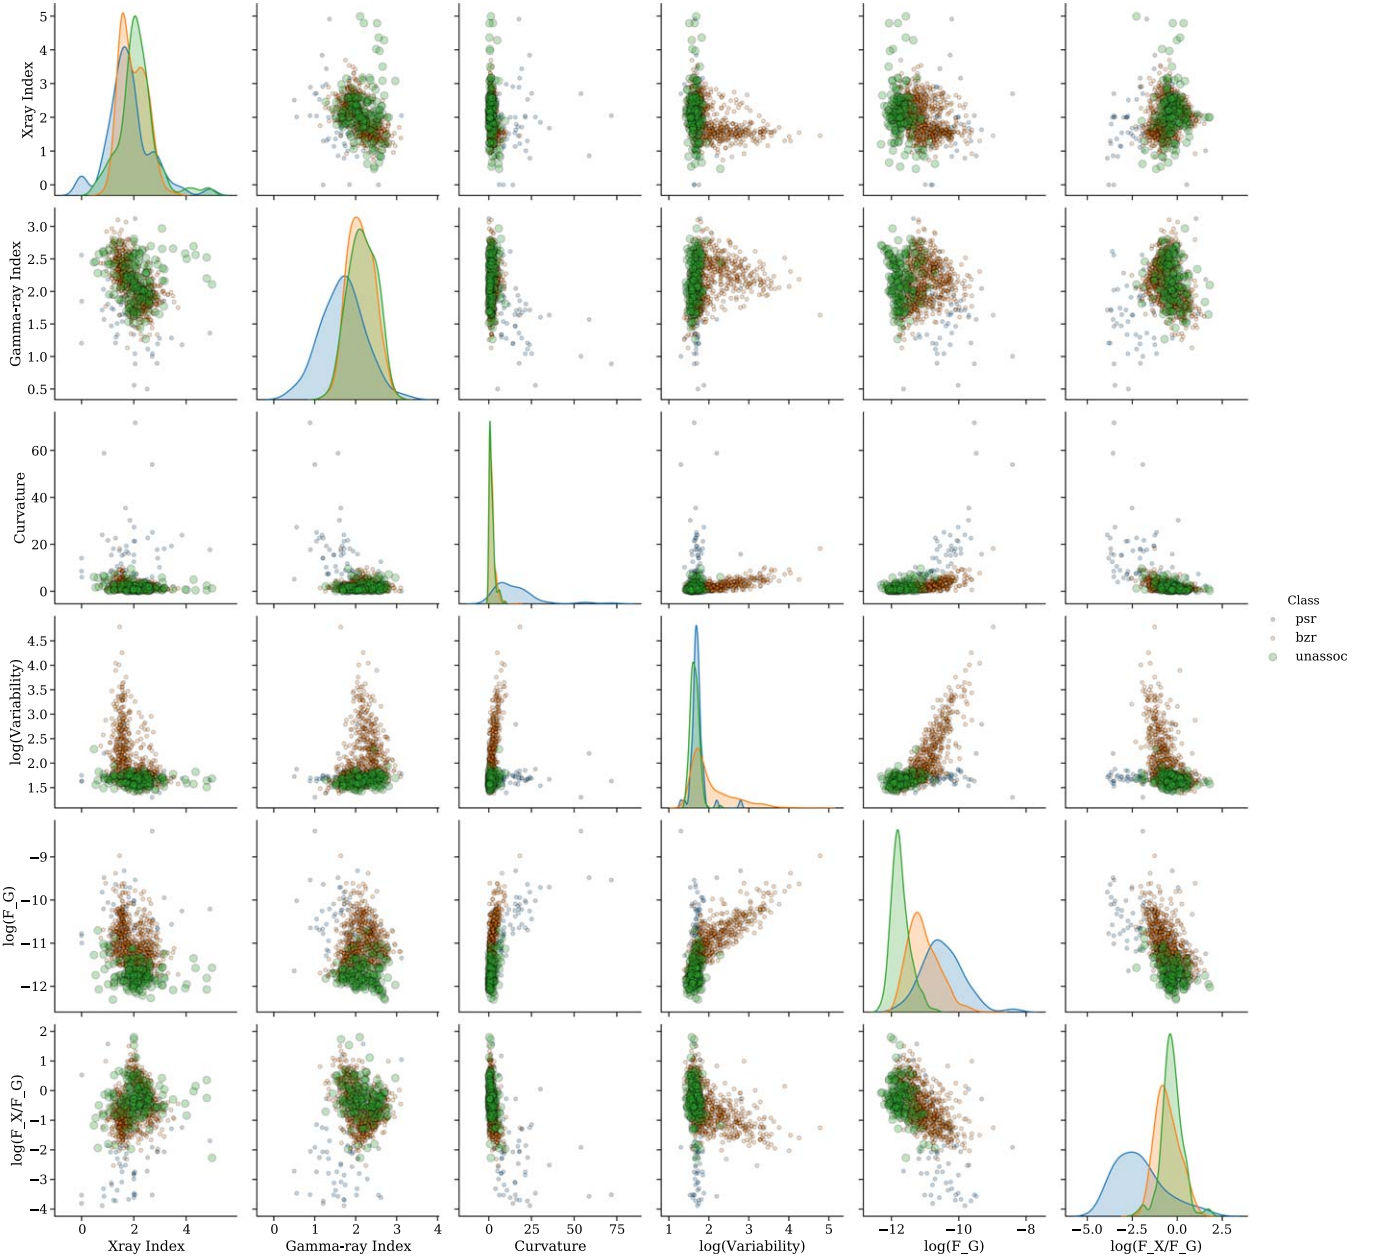 5
4
3
2
1
0
Xray Index
3.0
2.5
2.0
1.5
1.0
0.5
Gamma-ray Index
60
40
20
0
Curvature
4.5
4.0
3.5
3.0
2.5
2.0
1.5
log(Variability)
−9
−10
−11
−12
log(F_G)
2
1
0
−1
−2
−3
−4
log(F_X/F_G)
0 2 4
Xray Index
0 1 2 3 4
Gamma-ray Index
0 25 50 75
Curvature
1 2 3 4 5
log(Variability)
−12 −10 −8
log(F_G)
−5.0 −2.5 0.0 2.5
log(F_X/F_G)
Class
psr
bzr
unassoc